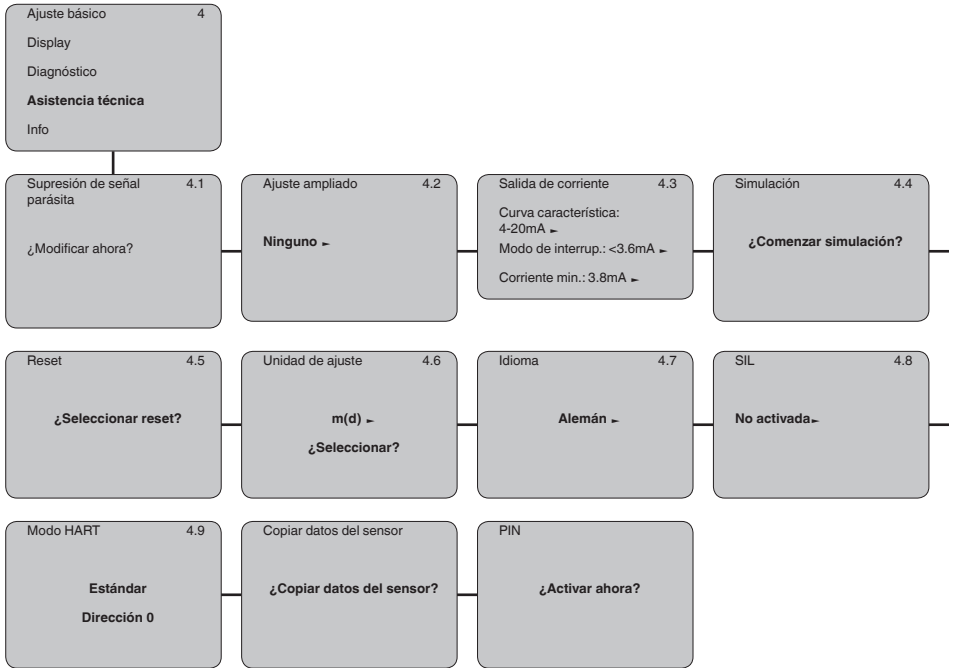 Ajuste básico 4
Display
Diagnóstico
Asistencia técnica
Info
Supresión de señal 4.1
parásita
¿Modificar ahora?
Ajuste ampliado 4.2
Ninguno ►
Salida de corriente 4.3
Curva característica:
4-20mA ►
Modo de interrup.: <3.6mA ►
Corriente min.: 3.8mA ►
Simulación 4.4
¿Comenzar simulación?
Reset 4.5
¿Seleccionar reset?
Unidad de ajuste 4.6
m(d) ►
¿Seleccionar?
Idioma 4.7
Alemán ►
SIL 4.8
No activada►
Modo HART 4.9
Estándar
Dirección 0
Copiar datos del sensor
¿Copiar datos del sensor?
PIN
¿Activar ahora?